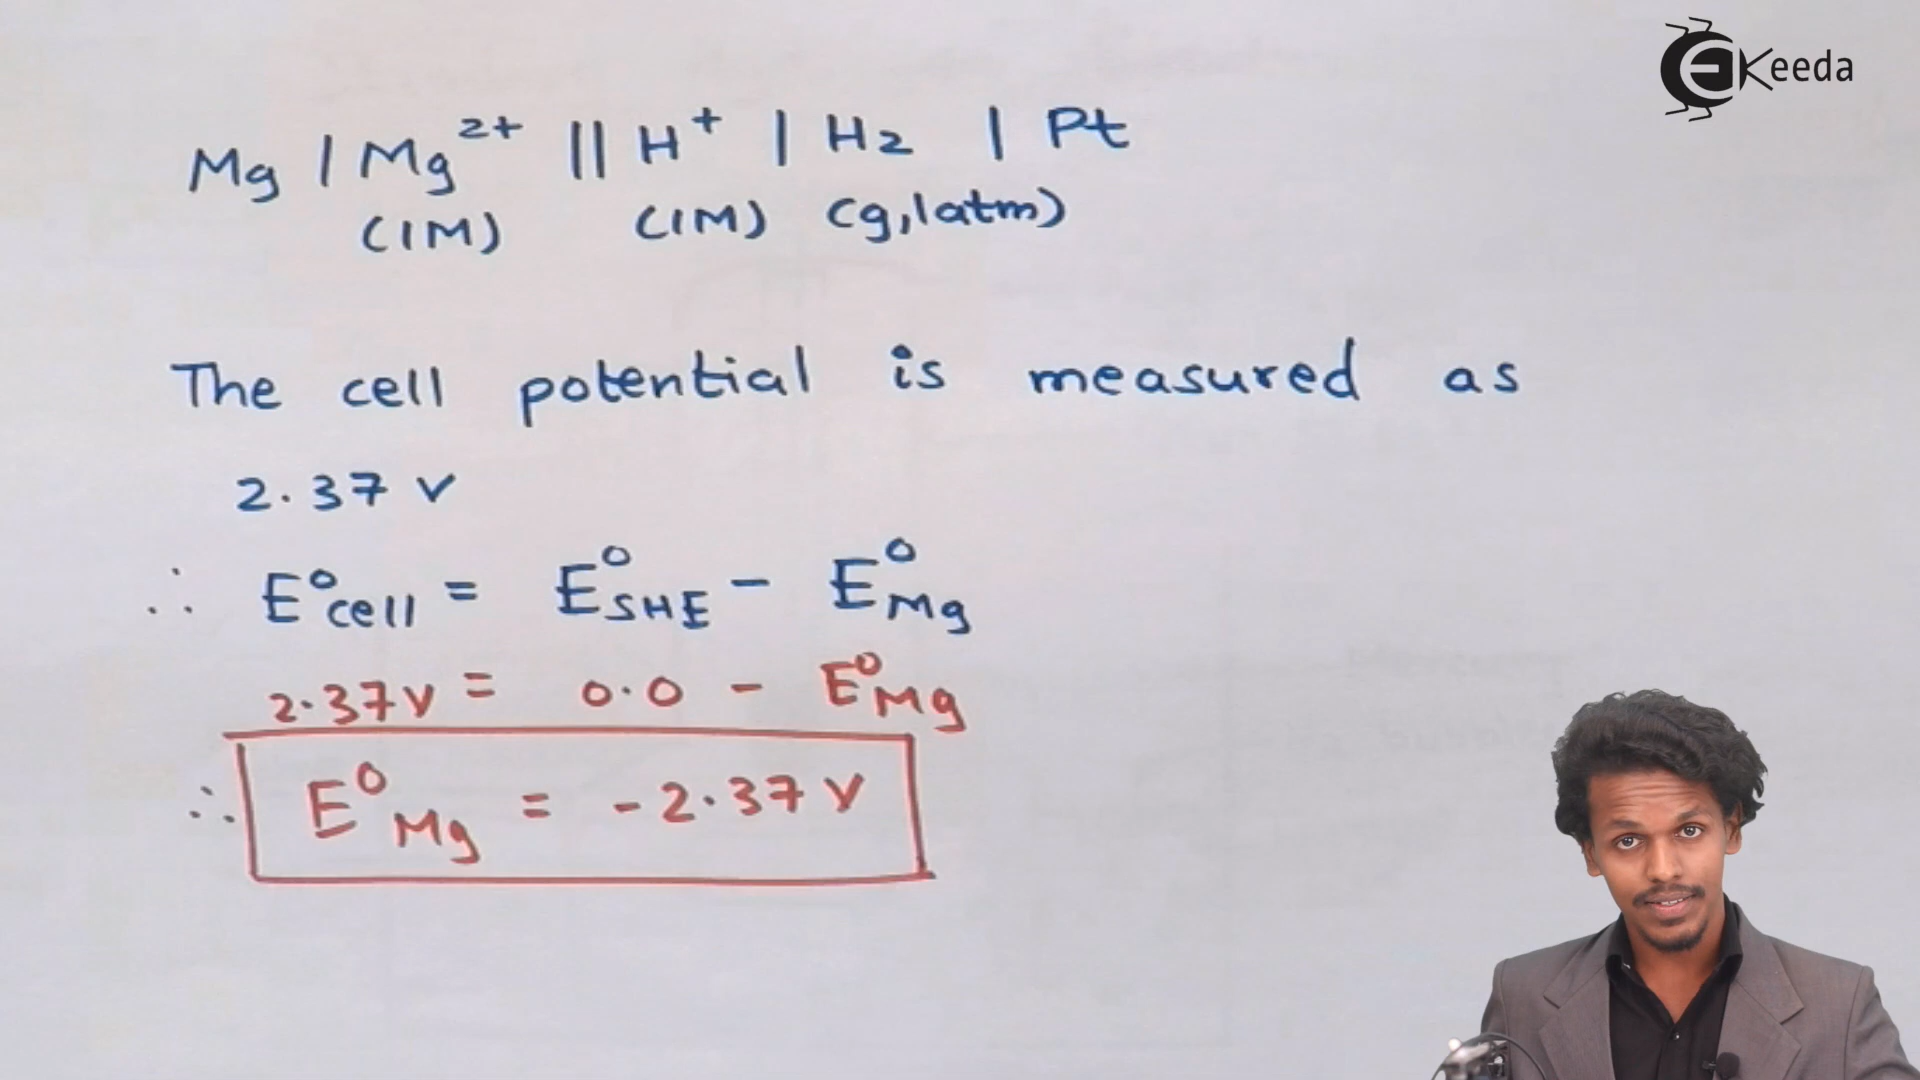 EKeeda
Mg | Mg²⁺ || H⁺ | H₂ | Pt
(1M) (1M) (g,1atm)
The cell potential is measured as
2.37 V
∴ E°cell = E°SHE - E°Mg
2.37V = 0.0 - E°Mg
∴ E°Mg = -2.37 V